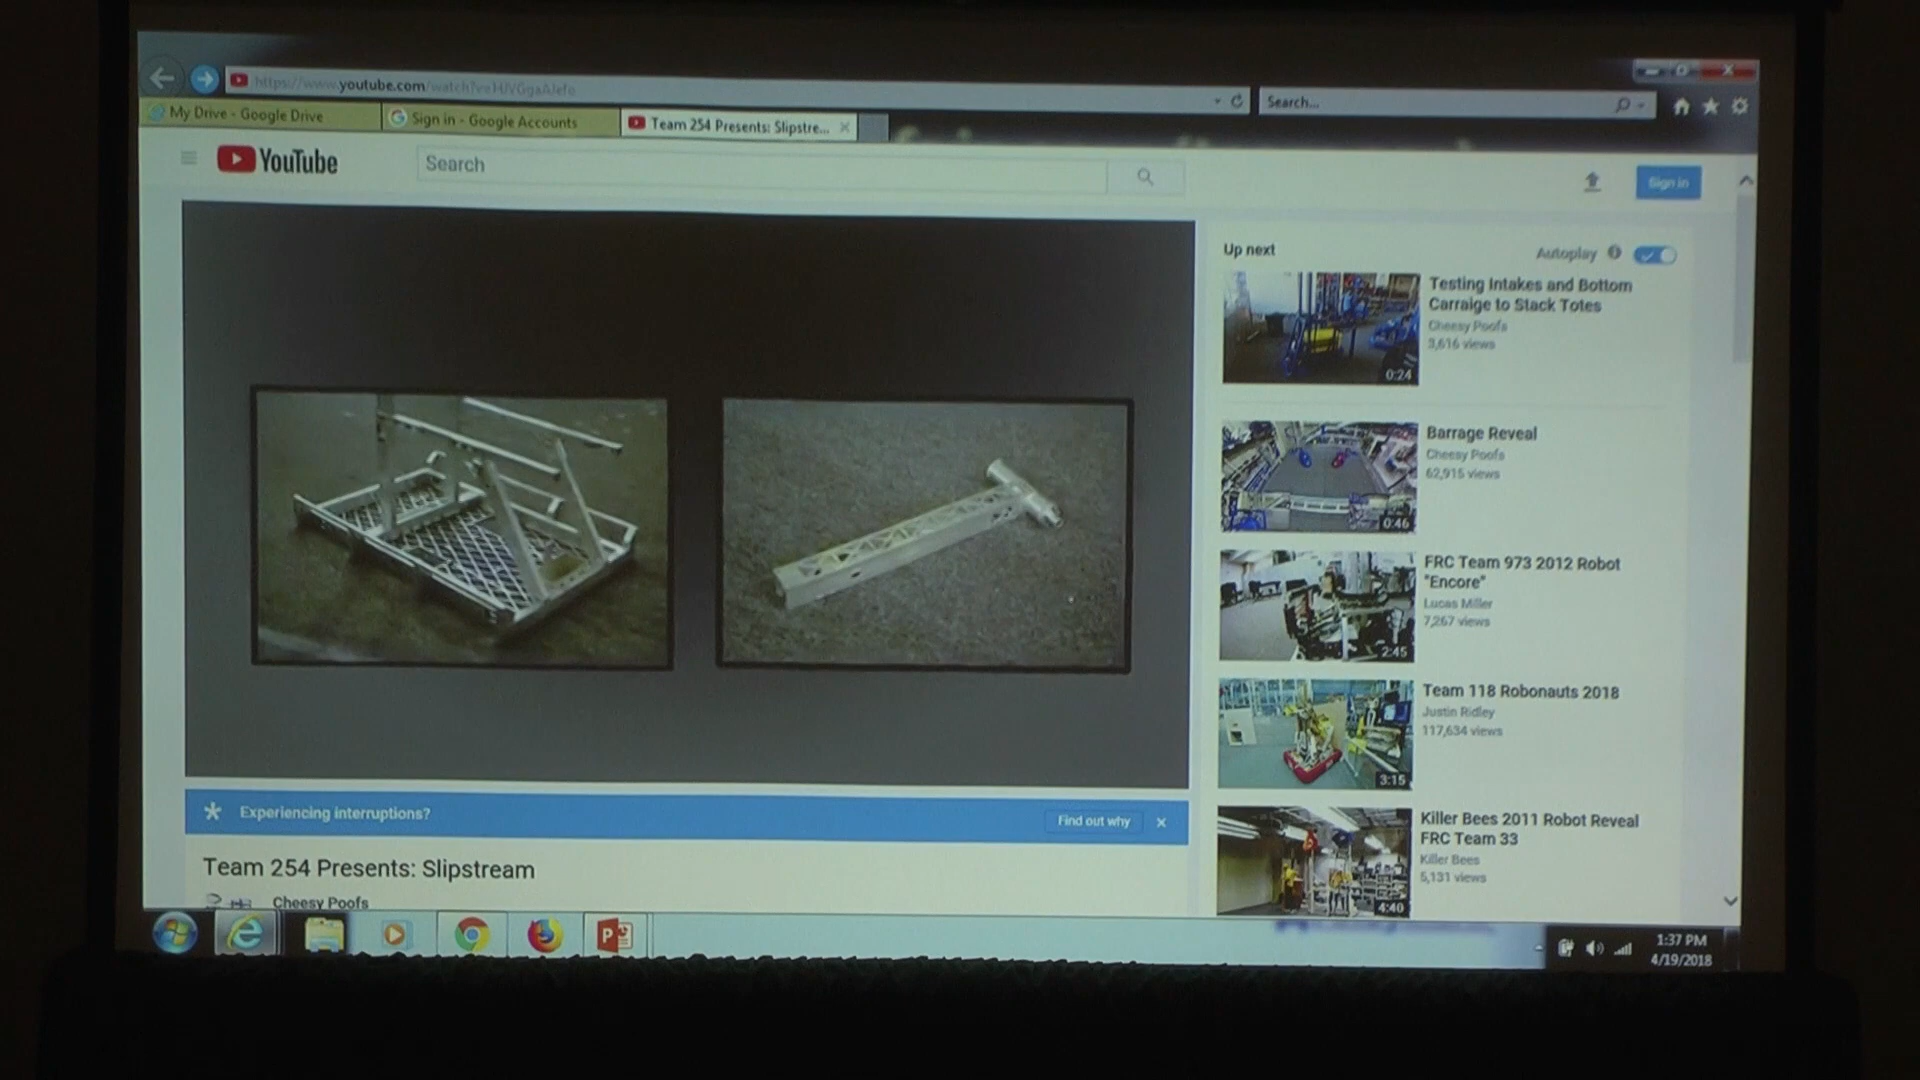 https://www.youtube.com/watch?v=
Search...
My Drive - Google Drive
Sign in - Google Accounts
Team 254 Presents: Slipstre...
YouTube
Search
Sign in
Up next
Autoplay
Testing Intakes and Bottom
Carraige to Stack Totes
Cheesy Poofs
3,616 views
0:24
Barrage Reveal
Cheesy Poofs
62,915 views
0:46
FRC Team 973 2012 Robot
"Encore"
Lucas Miller
7,267 views
2:45
Team 118 Robonauts 2018
Justin Ridley
117,634 views
3:15
Killer Bees 2011 Robot Reveal
FRC Team 33
Killer Bees
5,131 views
4:40
Experiencing interruptions?
Find out why
Team 254 Presents: Slipstream
Cheesy Poofs
1:37 PM
4/19/2018